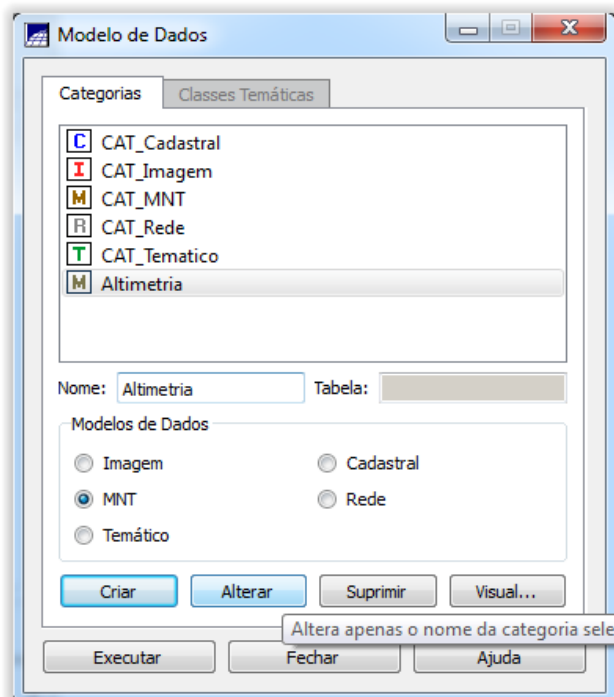 Modelo de Dados
Categorias Classes Temáticas
C CAT_Cadastral
I CAT_Imagem
M CAT_MNT
R CAT_Rede
T CAT_Tematico
M Altimetria
Nome: Altimetria Tabela:
Modelos de Dados
Imagem Cadastral
MNT Rede
Temático
Criar Alterar Suprimir Visual...
Altera apenas o nome da categoria sele
Executar Fechar Ajuda